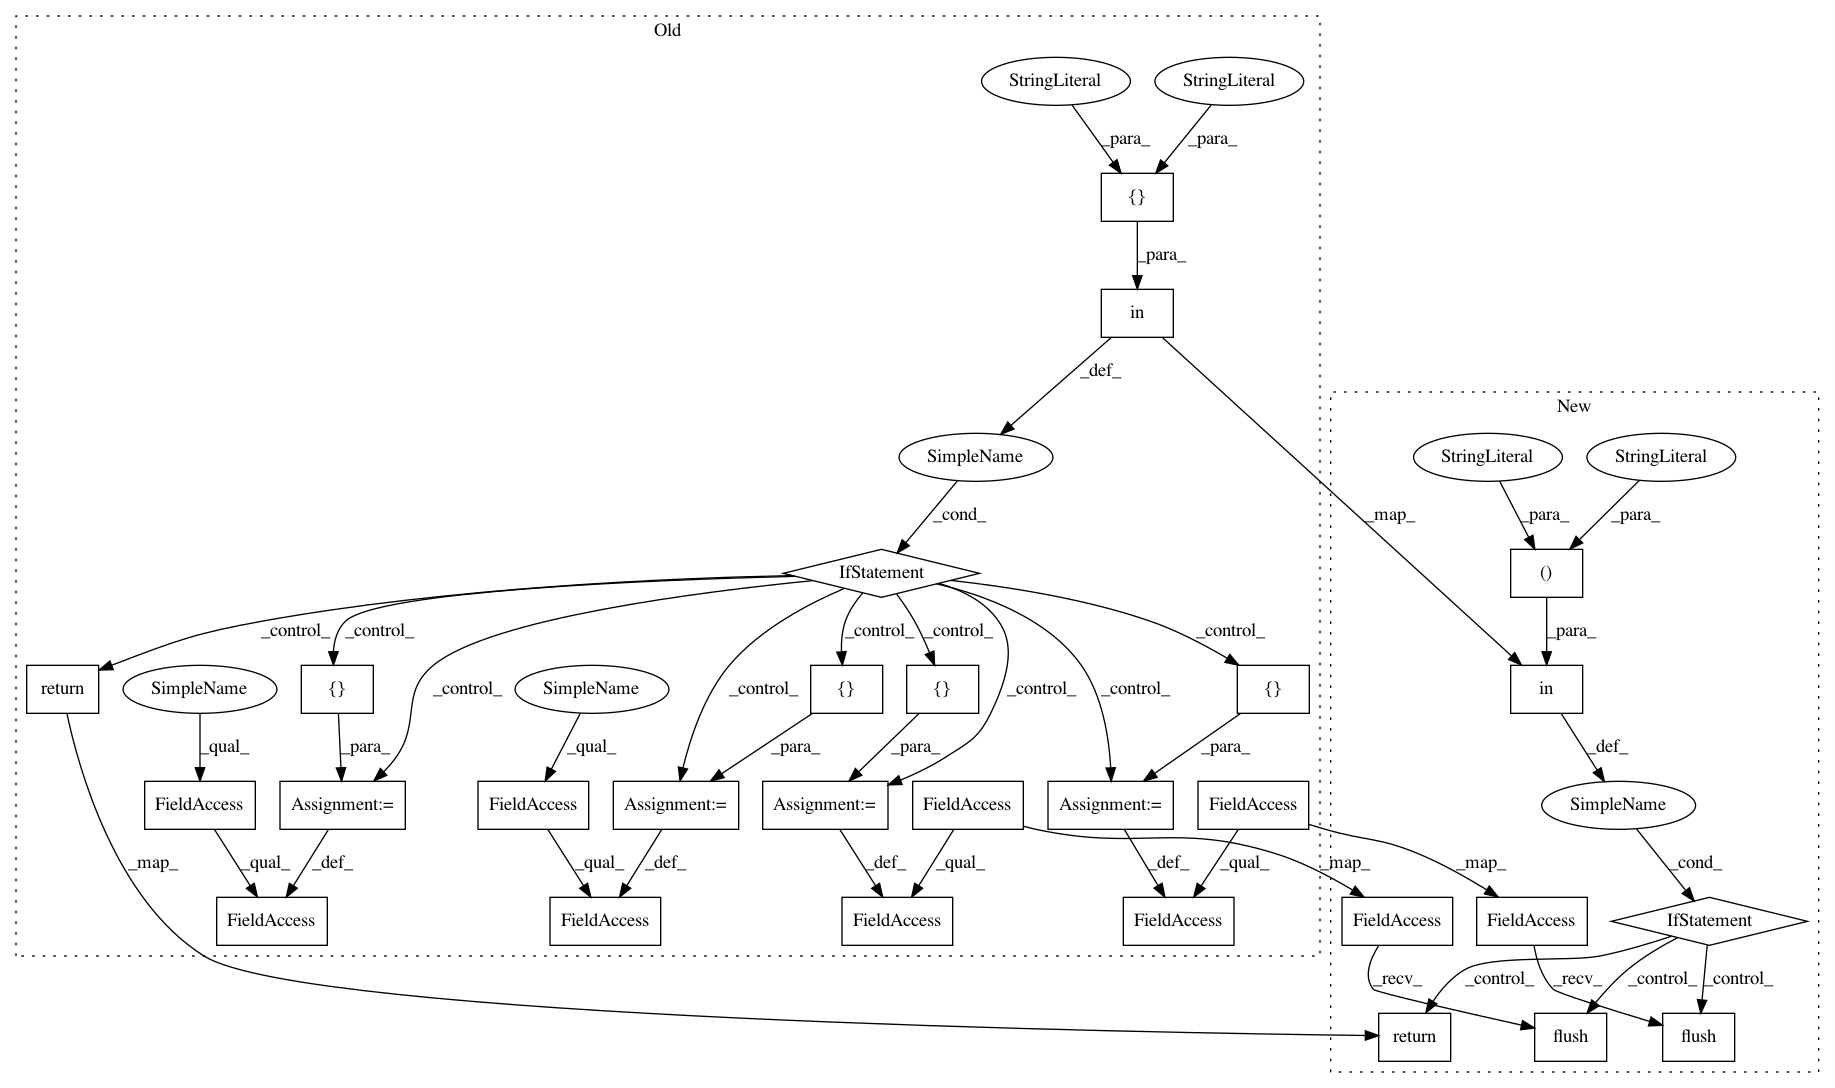 Old
StringLiteral StringLiteral
_para_ _para_
{}
_para_
in
_def_
New
SimpleName
StringLiteral StringLiteral
_cond_ _map_ _para_ _para_
IfStatement
()
_control_ _control_ _control_ _control_ _control_ _para_
return SimpleName {} SimpleName {} {} {} in
_control_ _control_ _control_ _control_
_qual_ _para_ _qual_ _para_ _para_ _para_ _def_
FieldAccess Assignment:= FieldAccess Assignment:= Assignment:= FieldAccess Assignment:= FieldAccess SimpleName
_map_ _qual_ _def_ _qual_ _def_ _def_ _qual_ _def_ _qual_ _map_ _map_ _cond_
FieldAccess FieldAccess FieldAccess FieldAccess FieldAccess FieldAccess IfStatement
_recv_ _control_ _recv_ _control_ _control_
return flush flush